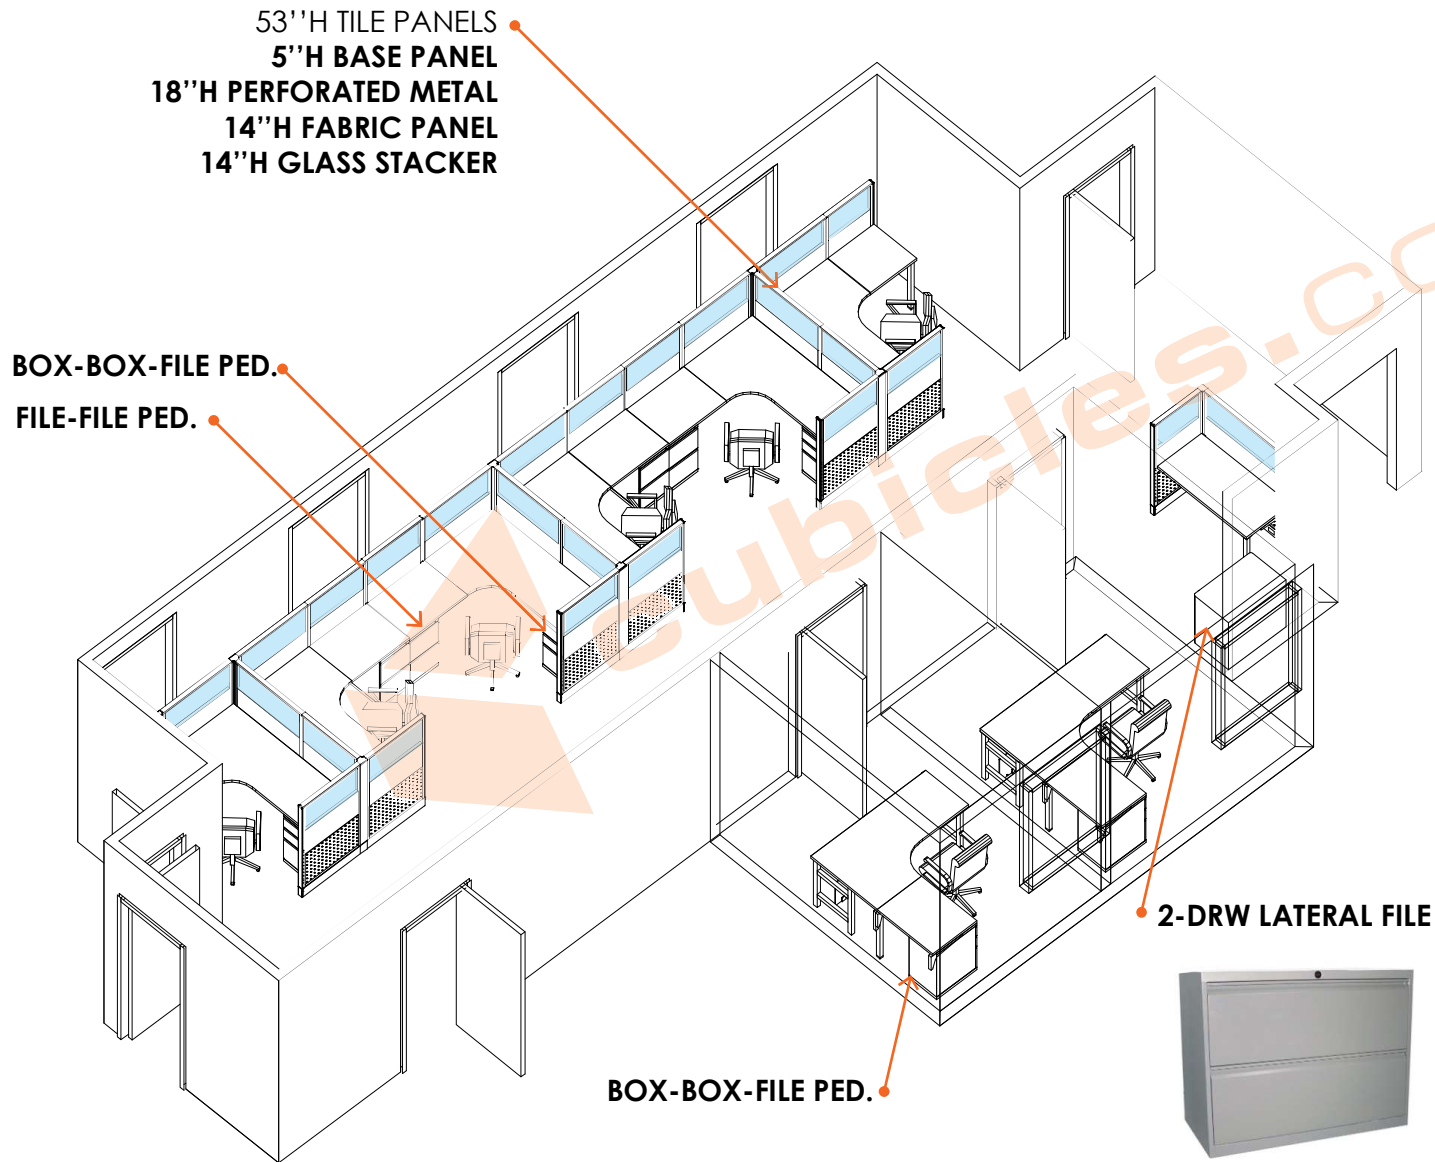 53''H TILE PANELS
5''H BASE PANEL
18''H PERFORATED METAL
14''H FABRIC PANEL
14''H GLASS STACKER
BOX-BOX-FILE PED.
FILE-FILE PED.
cubicles.co
2-DRW LATERAL FILE
BOX-BOX-FILE PED.